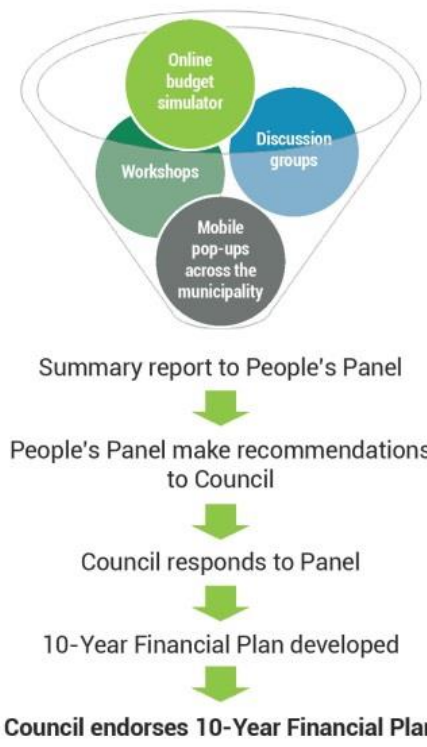 Online
budget
simulator
Discussion
groups
Workshops
Mobile
pop-ups
across the
municipality
Summary report to People's Panel
People's Panel make recommendations
to Council
Council responds to Panel
10-Year Financial Plan developed
Council endorses 10-Year Financial Plan